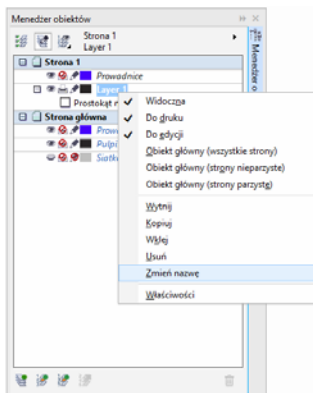 Menedżer obiektów
Strona 1
Layer 1
Strona 1
Prowadnice
Layer 1
Prostokąt
Strona główna
Widoczna
Do druku
Do edycji
Obiekt główny (wszystkie strony)
Obiekt główny (strony nieparzyste)
Obiekt główny (strony parzyste)
Wytnij
Kopiuj
Wklej
Usuń
Zmień nazwę
Właściwości
Menedżer o